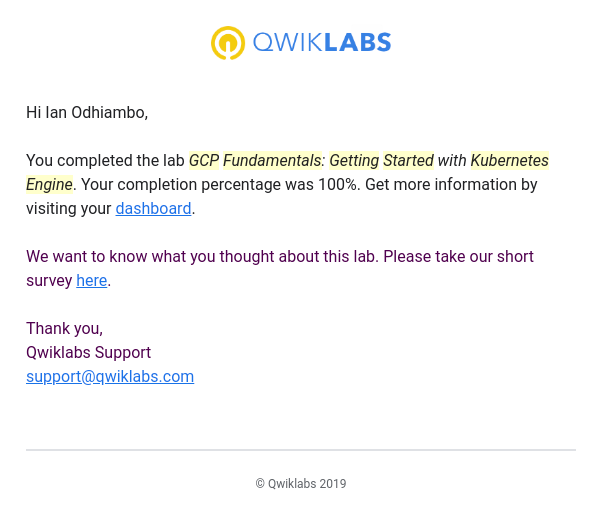 QWIKLABS
Hi Ian Odhiambo,
You completed the lab GCP Fundamentals: Getting Started with Kubernetes
Engine. Your completion percentage was 100%. Get more information by
visiting your dashboard.
We want to know what you thought about this lab. Please take our short
survey here.
Thank you,
Qwiklabs Support
support@qwiklabs.com
© Qwiklabs 2019